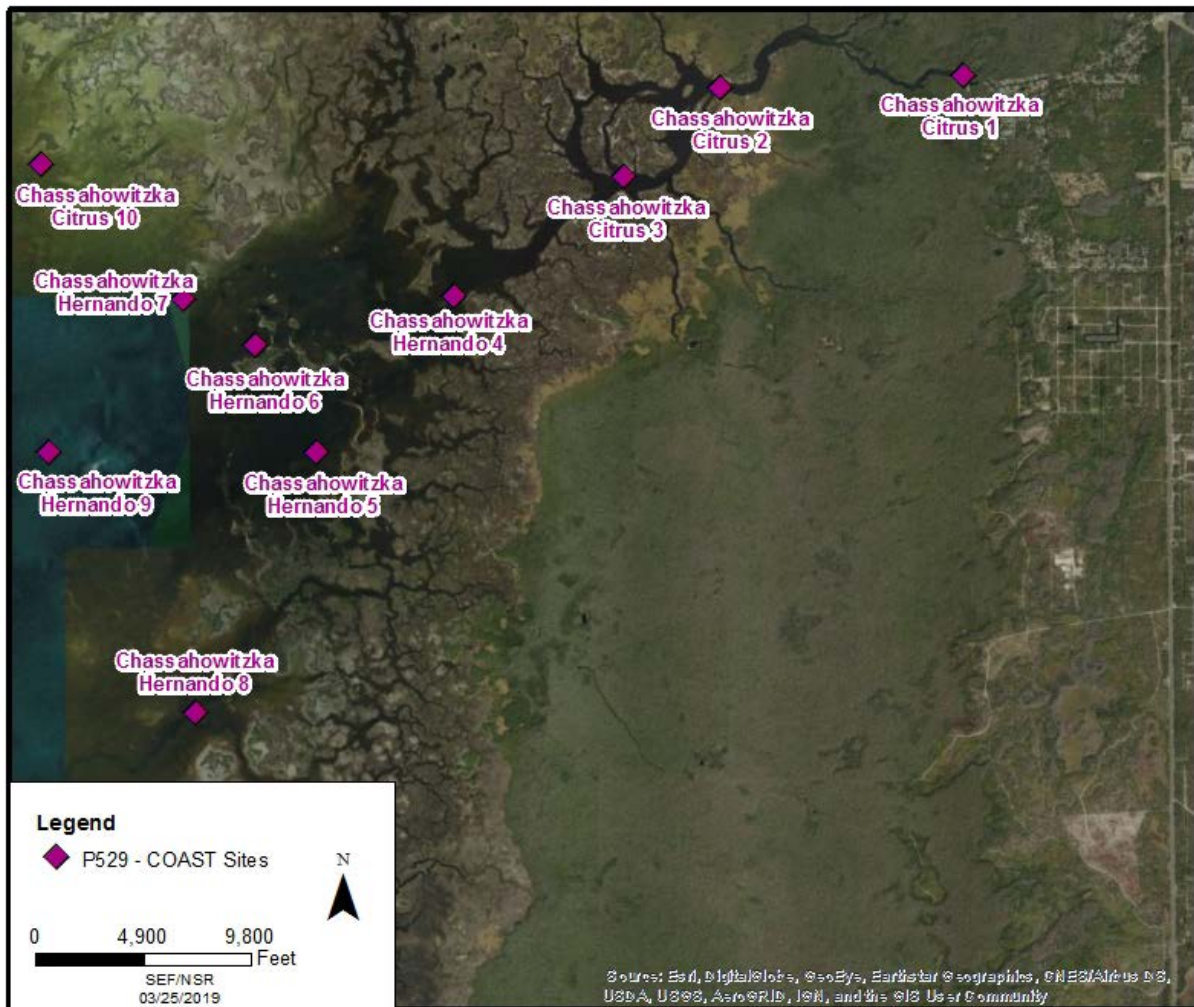 Chassahowitzka
Citrus 1
Chassahowitzka
Citrus 2
Chassahowitzka
Citrus 10
Chassahowitzka
Citrus 3
Chassahowitzka
Hernando 7
Chassahowitzka
Hernando 4
Chassahowitzka
Hernando 6
Chassahowitzka
Hernando 9
Chassahowitzka
Hernando 5
Chassahowitzka
Hernando 8
Legend
P529 - COAST Sites
N
0 4,900 9,800
Feet
SEF/NSR
03/25/2019
Source: Esri, DigitalGlobe, GeoEye, Earthstar Geographics, CNES/Airbus DS,
USDA, USGS, AeroGRID, IGN, and the GIS User Community